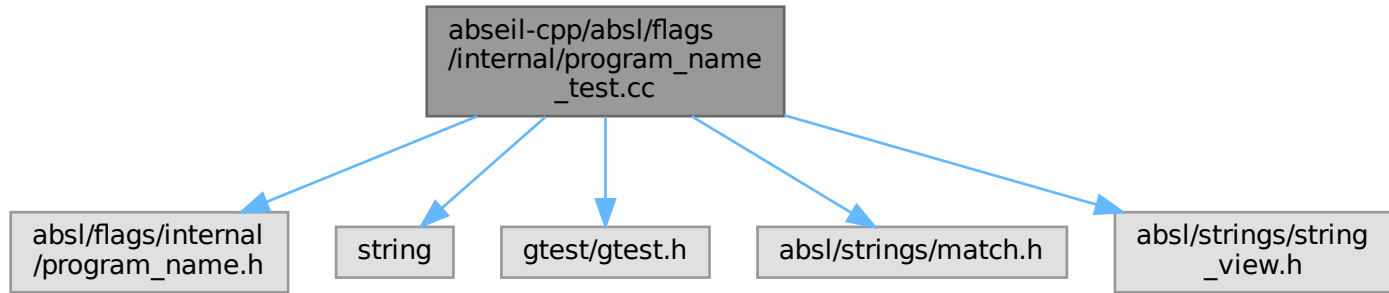 abseil-cpp/absl/flags
/internal/program_name
_test.cc
absl/flags/internal
/program_name.h
string
gtest/gtest.h
absl/strings/match.h
absl/strings/string
_view.h